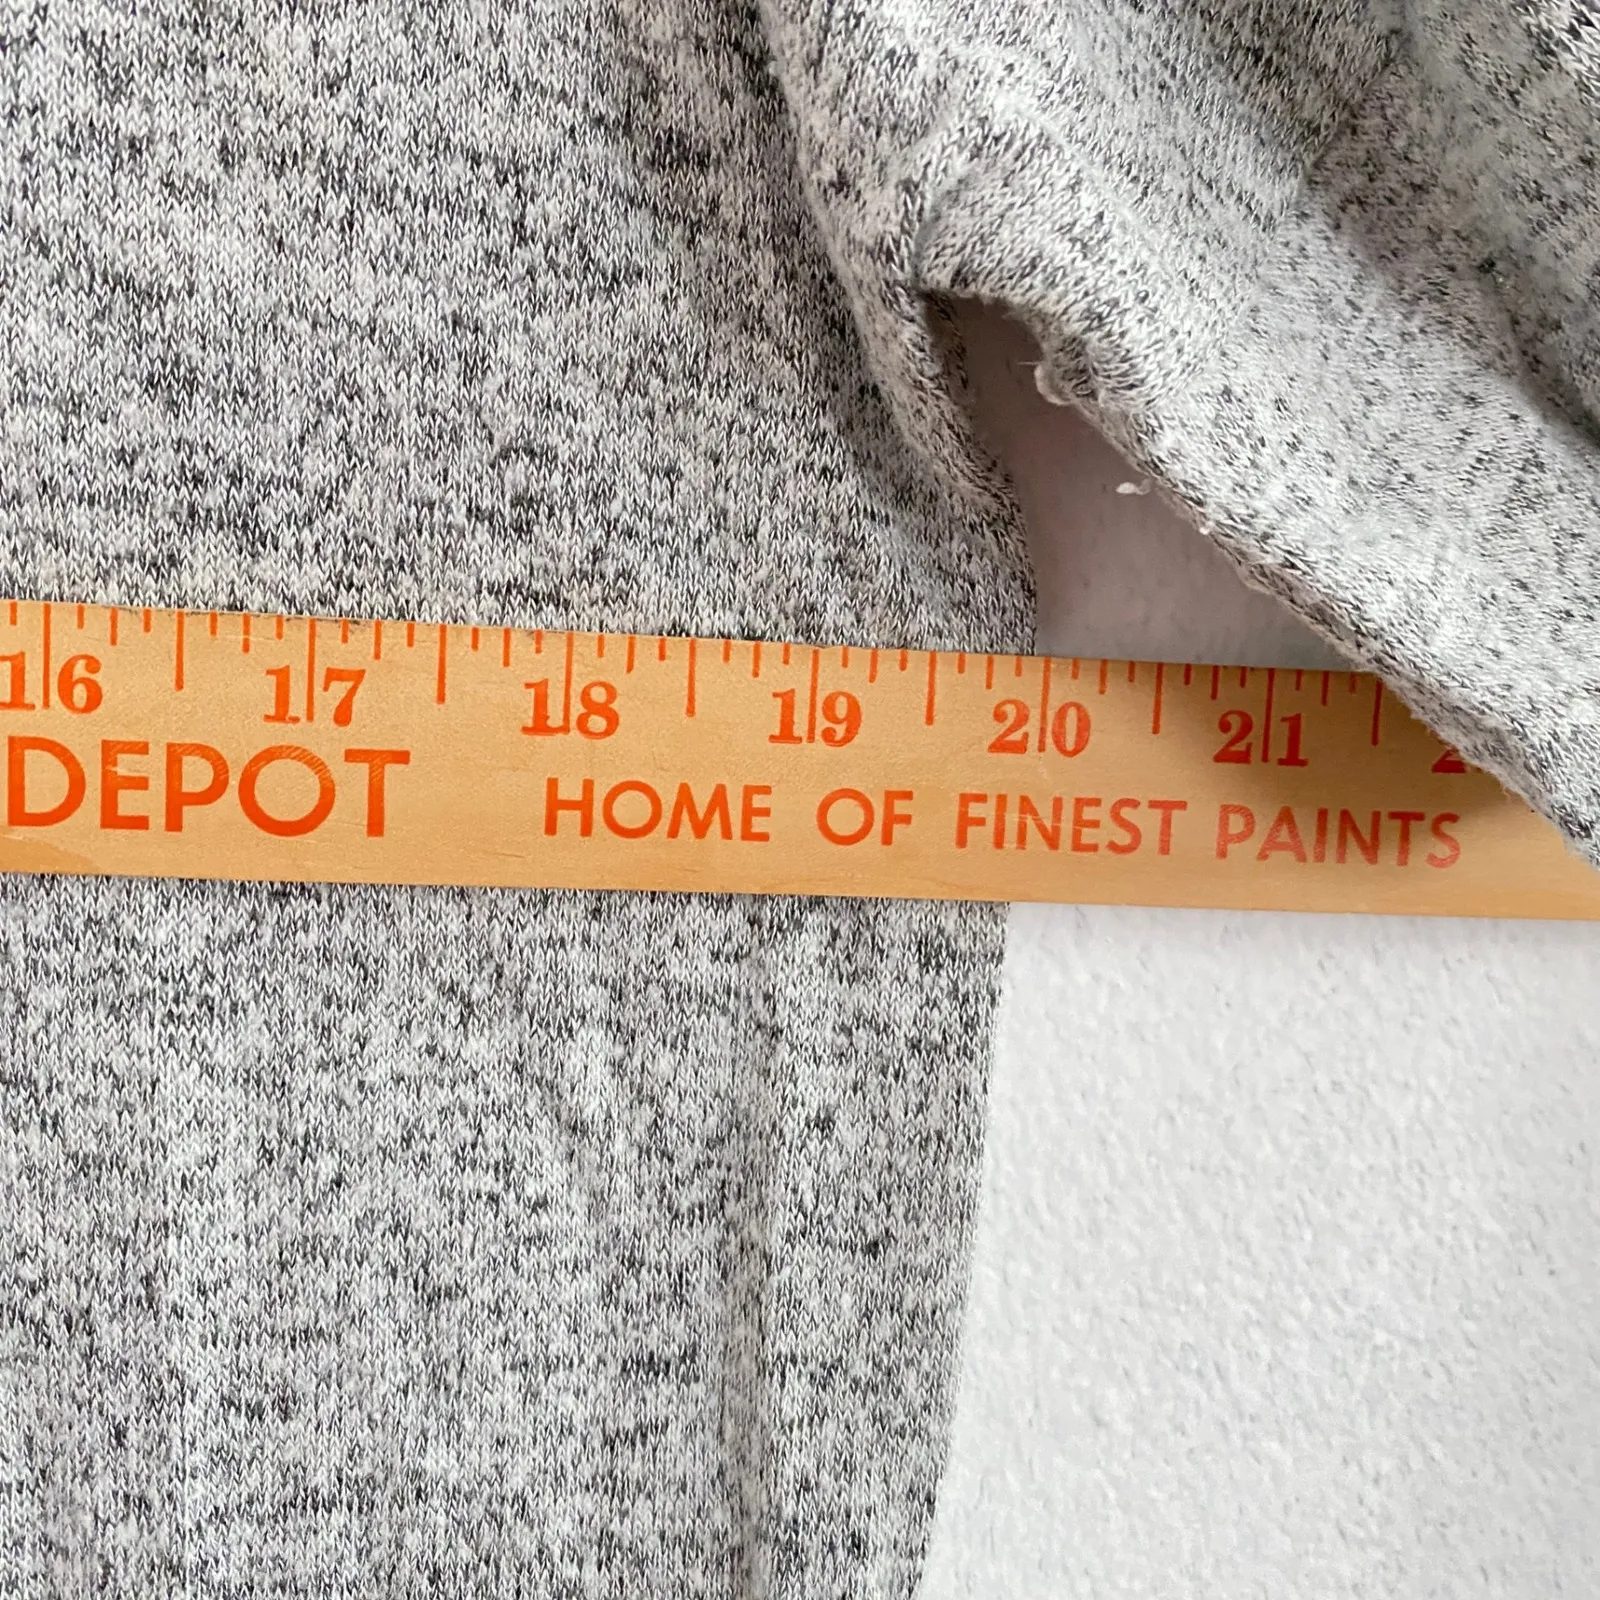 16 17 18 19 20 21
DEPOT HOME OF FINEST PAINTS